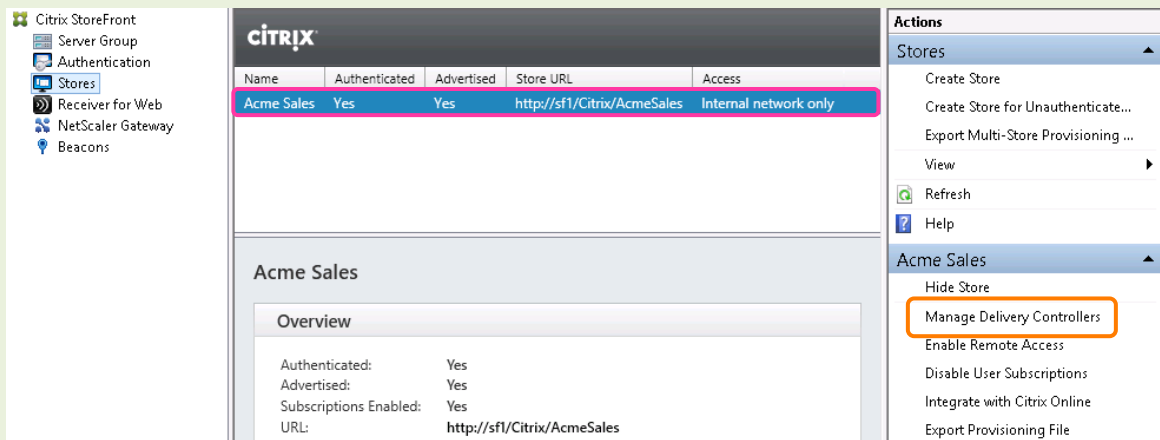 Citrix StoreFront
Server Group
Authentication
Stores
Receiver for Web
NetScaler Gateway
Beacons
CİTRIX
Name Authenticated Advertised Store URL Access
Acme Sales Yes Yes http://sf1/Citrix/AcmeSales Internal network only
Acme Sales
Overview
Authenticated: Yes
Advertised: Yes
Subscriptions Enabled: Yes
URL: http://sf1/Citrix/AcmeSales
Actions
Stores
Create Store
Create Store for Unauthenticate...
Export Multi-Store Provisioning ...
View
Refresh
Help
Acme Sales
Hide Store
Manage Delivery Controllers
Enable Remote Access
Disable User Subscriptions
Integrate with Citrix Online
Export Provisioning File